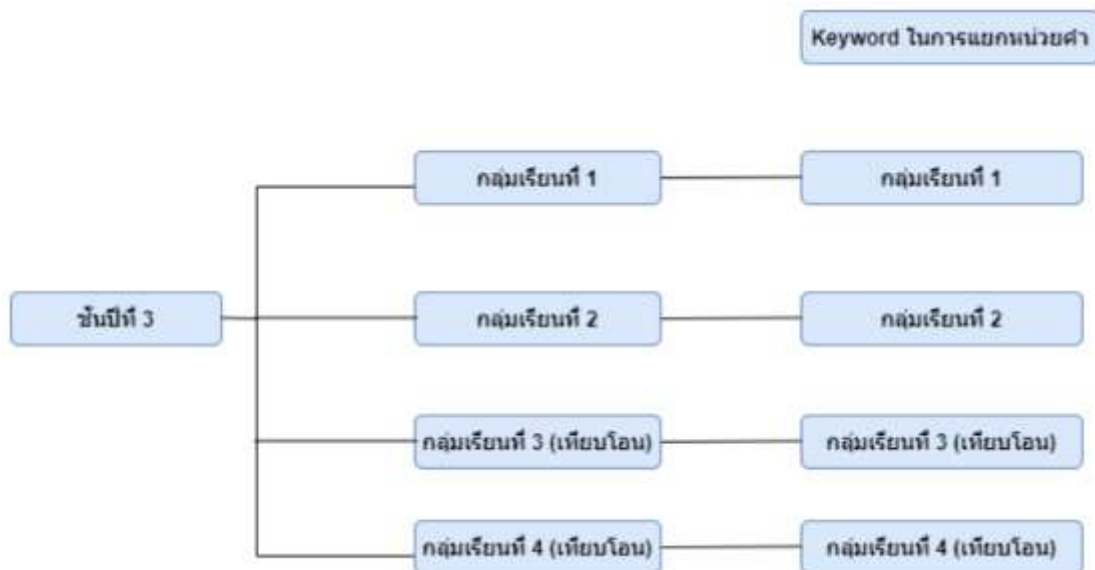 Keyword ในการแยกหน่วยคำ
กลุ่มเรียนที่ 1
กลุ่มเรียนที่ 1
ชั้นปีที่ 3
กลุ่มเรียนที่ 2
กลุ่มเรียนที่ 2
กลุ่มเรียนที่ 3 (เทียบโอน)
กลุ่มเรียนที่ 3 (เทียบโอน)
กลุ่มเรียนที่ 4 (เทียบโอน)
กลุ่มเรียนที่ 4 (เทียบโอน)